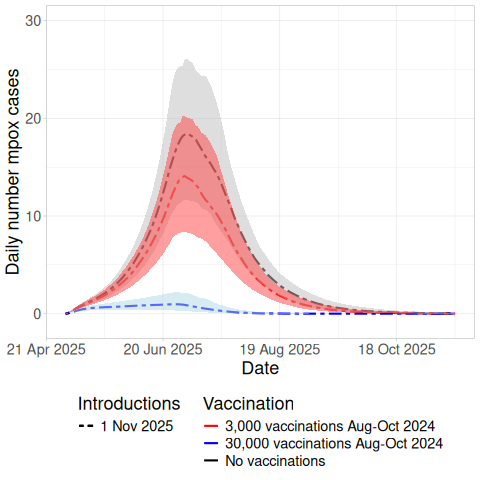 Daily number mpox cases
30
20
10
0
21 Apr 2025 20 Jun 2025 19 Aug 2025 18 Oct 2025
Date
Introductions
1 Nov 2025
Vaccination
3,000 vaccinations Aug-Oct 2024
30,000 vaccinations Aug-Oct 2024
No vaccinations